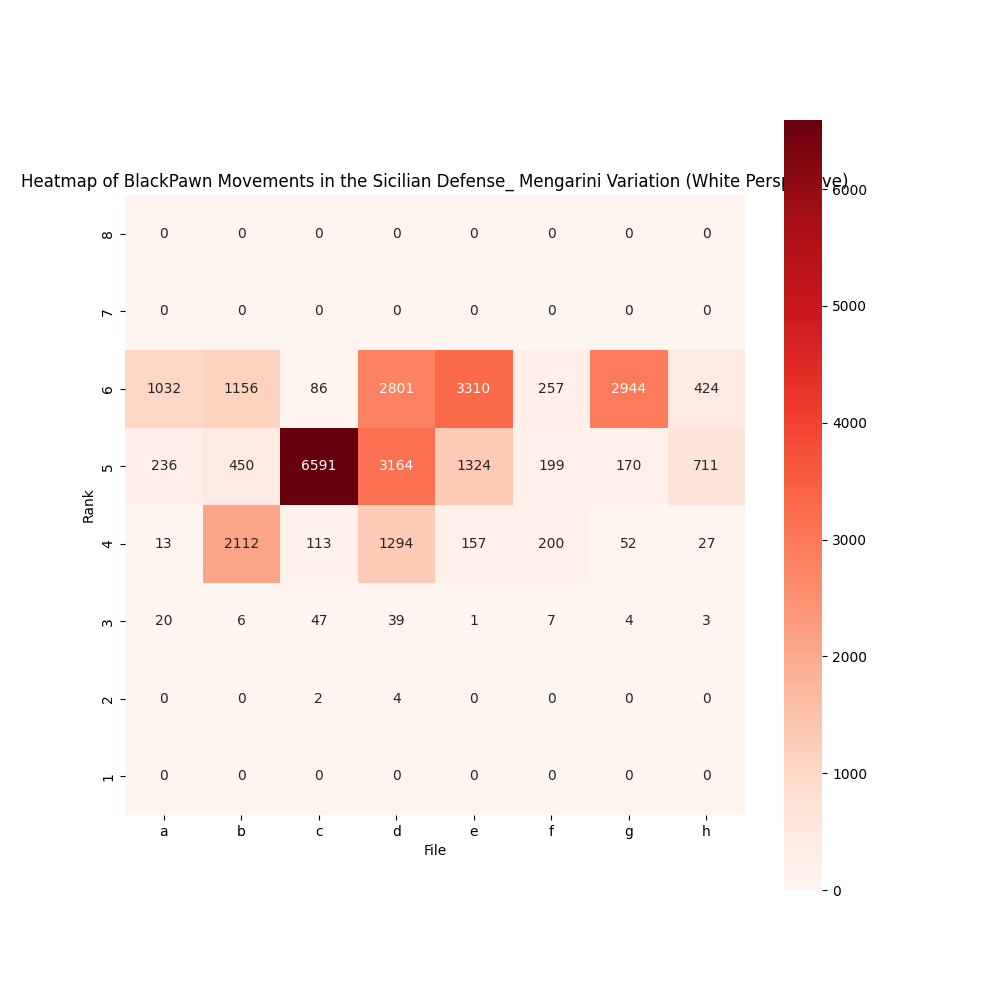 Heatmap of BlackPawn Movements in the Sicilian Defense_ Mengarini Variation (White Perspective)
8 0 0 0 0 0 0 0 0
7 0 0 0 0 0 0 0 0
6 1032 1156 86 2801 3310 257 2944 424
5 236 450 6591 3164 1324 199 170 711
4 13 2112 113 1294 157 200 52 27
3 20 6 47 39 1 7 4 3
2 0 0 2 4 0 0 0 0
1 0 0 0 0 0 0 0 0
a b c d e f g h
File
Rank
6000
5000
4000
3000
2000
1000
0